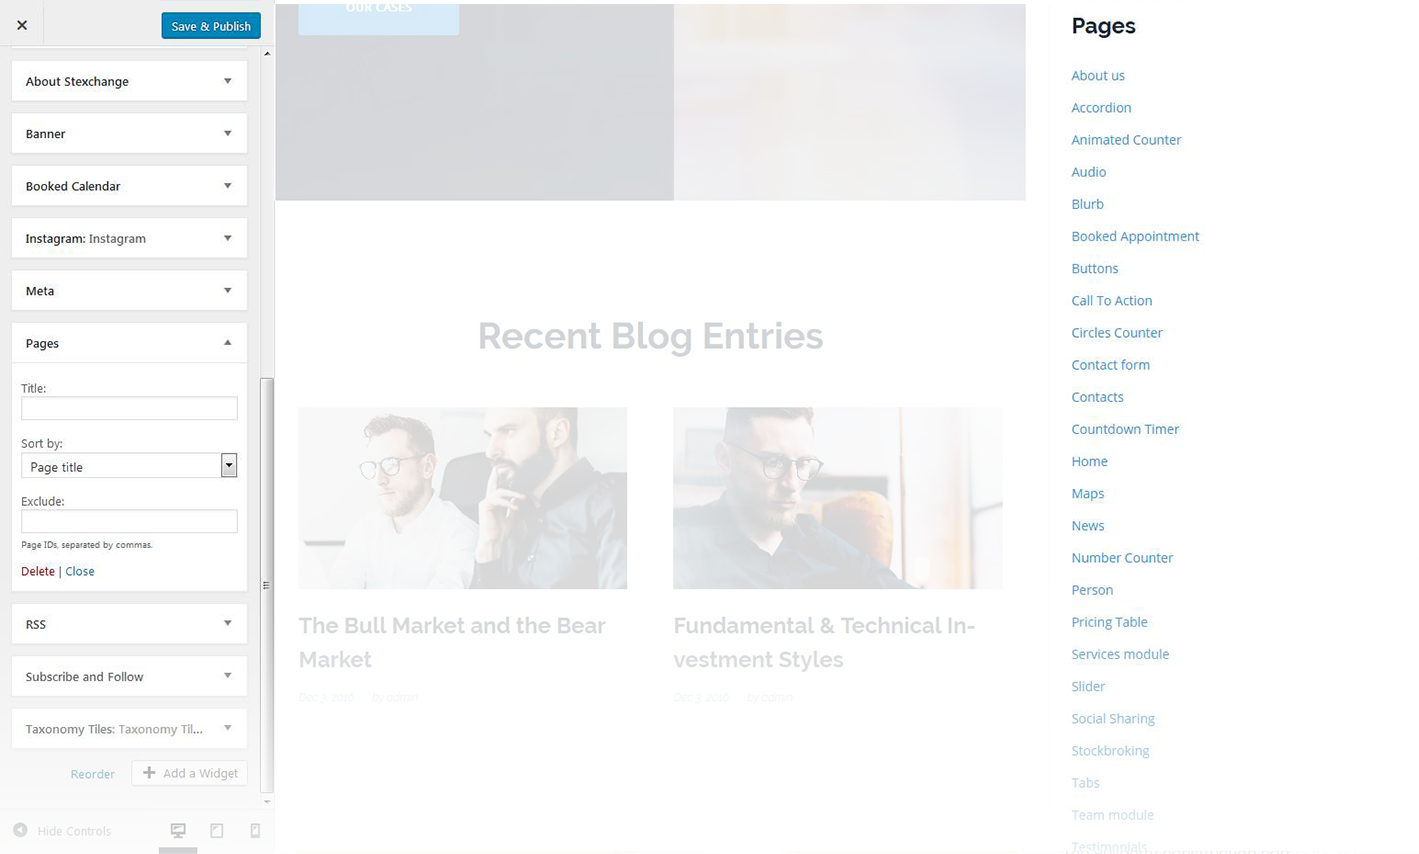 Save & Publish
About Stexchange
Banner
Booked Calendar
Instagram: Instagram
Meta
Pages
Title:
Sort by:
Page title
Exclude:
Page IDs, separated by commas.
Delete | Close
RSS
Subscribe and Follow
Taxonomy Tiles: Taxonomy Til...
Reorder
Add a Widget
Hide Controls
OUR CASES
Recent Blog Entries
The Bull Market and the Bear
Market
Dec 3, 2016 by admin
Fundamental & Technical In-
vestment Styles
Dec 3, 2016 by admin
Pages
About us
Accordion
Animated Counter
Audio
Blurb
Booked Appointment
Buttons
Call To Action
Circles Counter
Contact form
Contacts
Countdown Timer
Home
Maps
News
Number Counter
Person
Pricing Table
Services module
Slider
Social Sharing
Stockbroking
Tabs
Team module
Testimonials